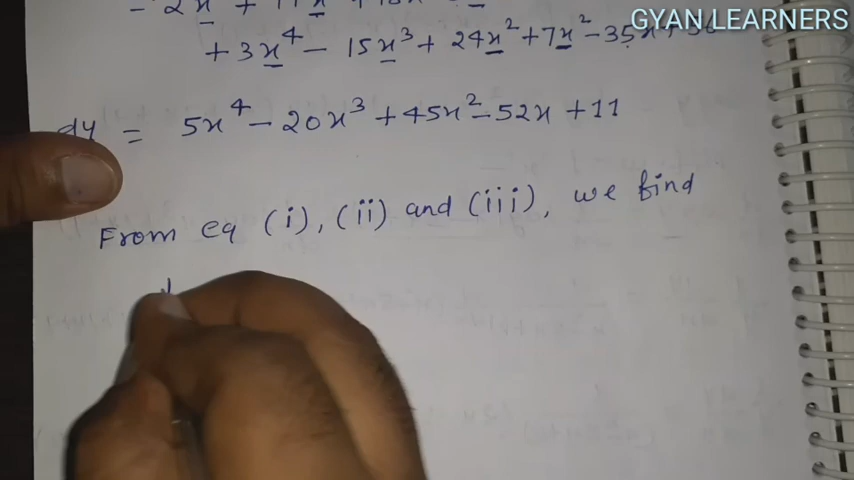 GYAN LEARNERS
+ 3x⁴ - 15x³ + 24x² + 7x² - 35x +
dy = 5x⁴ - 20x³ + 45x² - 52x + 11
From eq (i), (ii) and (iii), we find